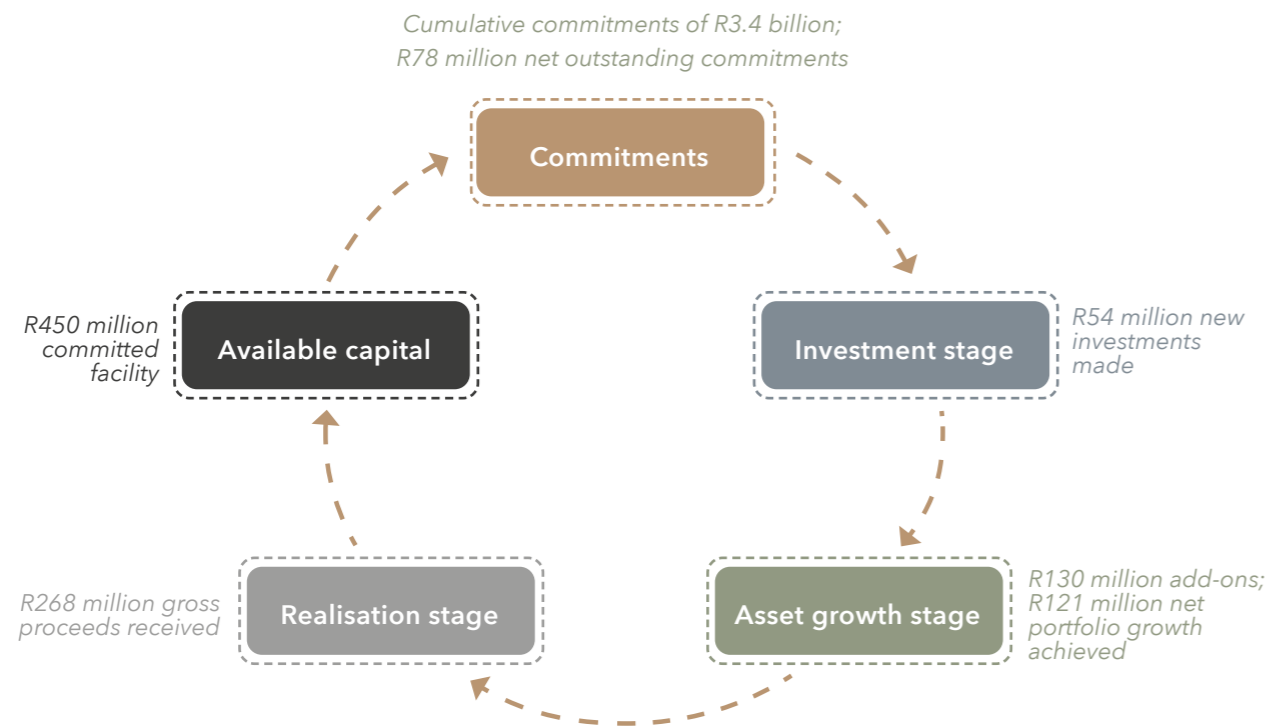 Cumulative commitments of R3.4 billion;
R78 million net outstanding commitments
Commitments
R450 million
committed
facility
Available capital
Investment stage
R54 million new
investments
made
R268 million gross
proceeds received
Realisation stage
Asset growth stage
R130 million add-ons;
R121 million net
portfolio growth
achieved